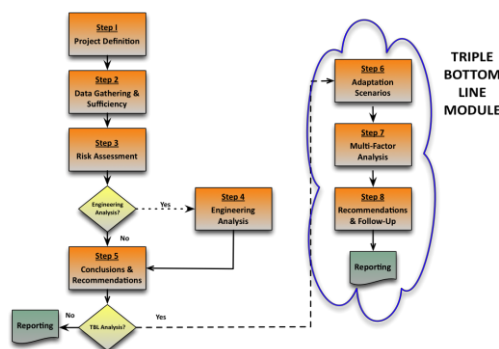 Step 1
Project Definition
Step 2
Data Gathering &
Sufficiency
Step 3
Risk Assessment
Engineering Analysis?
Yes
Step 4
Engineering
Analysis
No
Step 5
Conclusions &
Recommendations
TBL Analysis?
No
Reporting
Yes
Step 6
Adaptation
Scenarios
Step 7
Multi-Factor
Analysis
Step 8
Recommendations
& Follow-Up
Reporting
TRIPLE
BOTTOM
LINE
MODULE